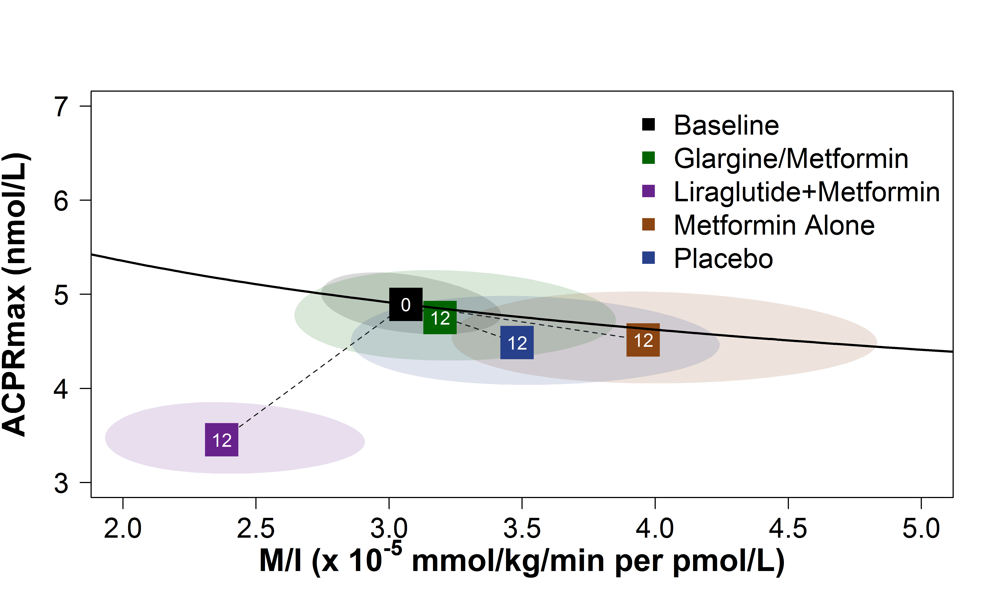 ACPRmax (nmol/L)
7
6
5
4
3
Baseline
Glargine/Metformin
Liraglutide+Metformin
Metformin Alone
Placebo
0
12
12
12
12
2.0 2.5 3.0 3.5 4.0 4.5 5.0
M/I (x 10⁻⁵ mmol/kg/min per pmol/L)